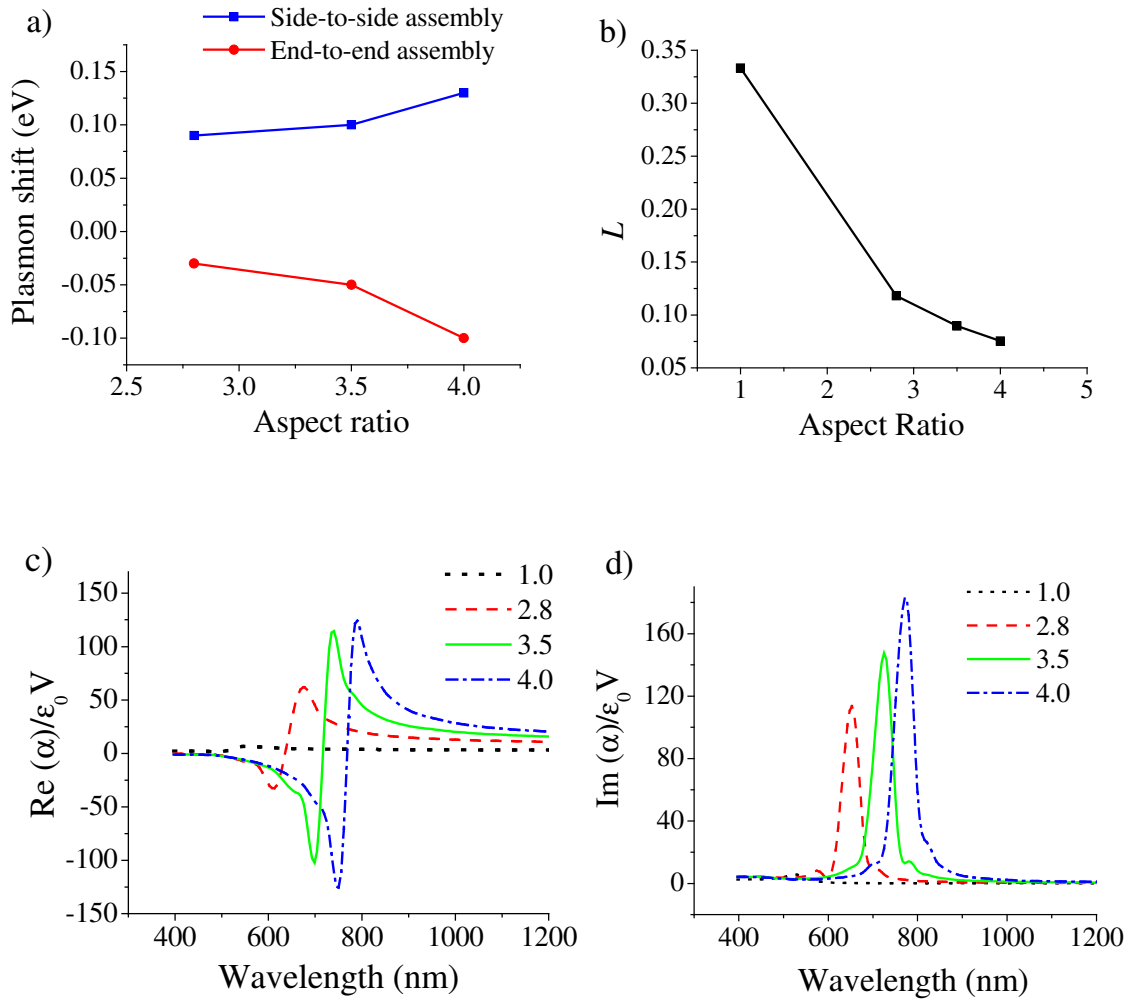 a)
Side-to-side assembly
End-to-end assembly
Plasmon shift (eV)
0.15
0.10
0.05
0.00
-0.05
-0.10
2.5 3.0 3.5 4.0
Aspect ratio
b)
L
0.35
0.30
0.25
0.20
0.15
0.10
0.05
1 2 3 4 5
Aspect Ratio
c)
1.0
2.8
3.5
4.0
Re (α)/ε₀V
150
100
50
0
-50
-100
-150
400 600 800 1000 1200
Wavelength (nm)
d)
1.0
2.8
3.5
4.0
Im (α)/ε₀V
160
120
80
40
0
400 600 800 1000 1200
Wavelength (nm)